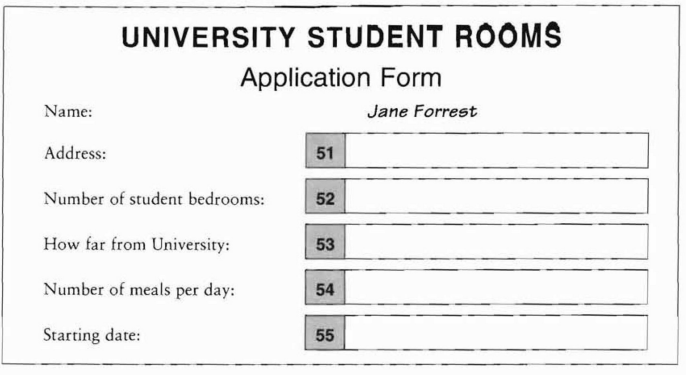 UNIVERSITY STUDENT ROOMS
Application Form
Name: Jane Forrest
Address: 51
Number of student bedrooms: 52
How far from University: 53
Number of meals per day: 54
Starting date: 55